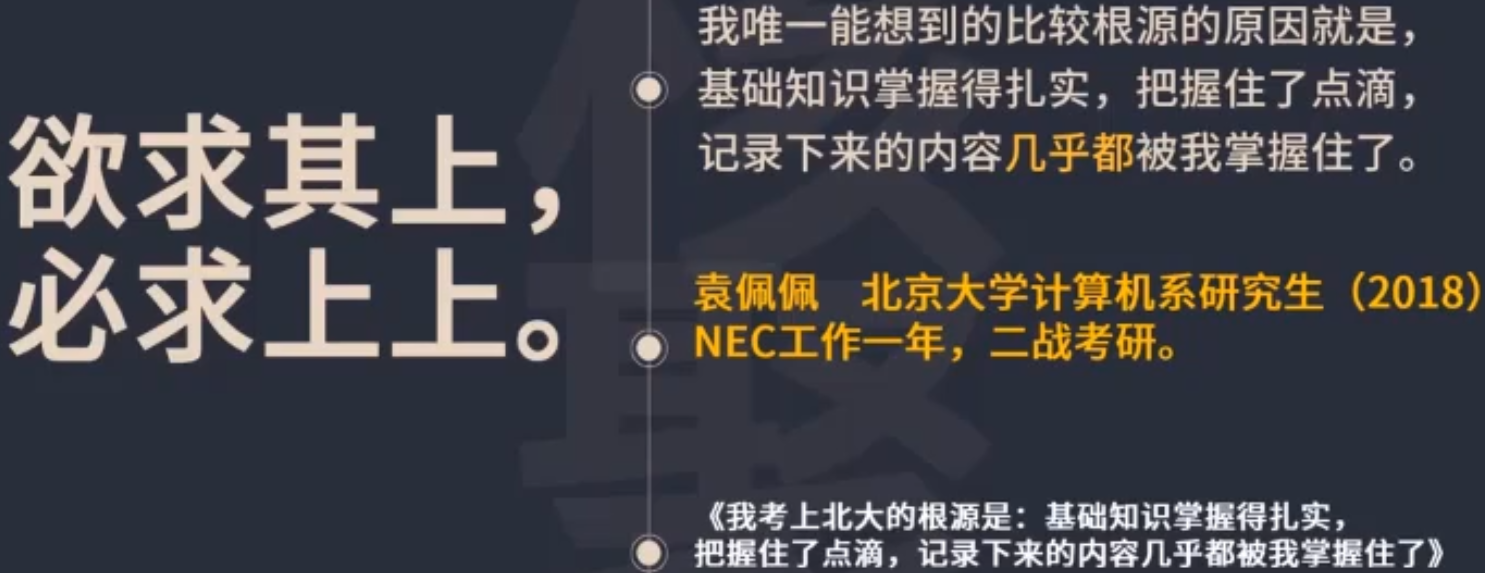 欲求其上，
必求上上。
我唯一能想到的比较根源的原因就是，
基础知识掌握得扎实，把握住了点滴，
记录下来的内容几乎都被我掌握住了。
袁佩佩　北京大学计算机系研究生（2018）
NEC工作一年，二战考研。
《我考上北大的根源是：基础知识掌握得扎实，
把握住了点滴，记录下来的内容几乎都被我掌握住了》